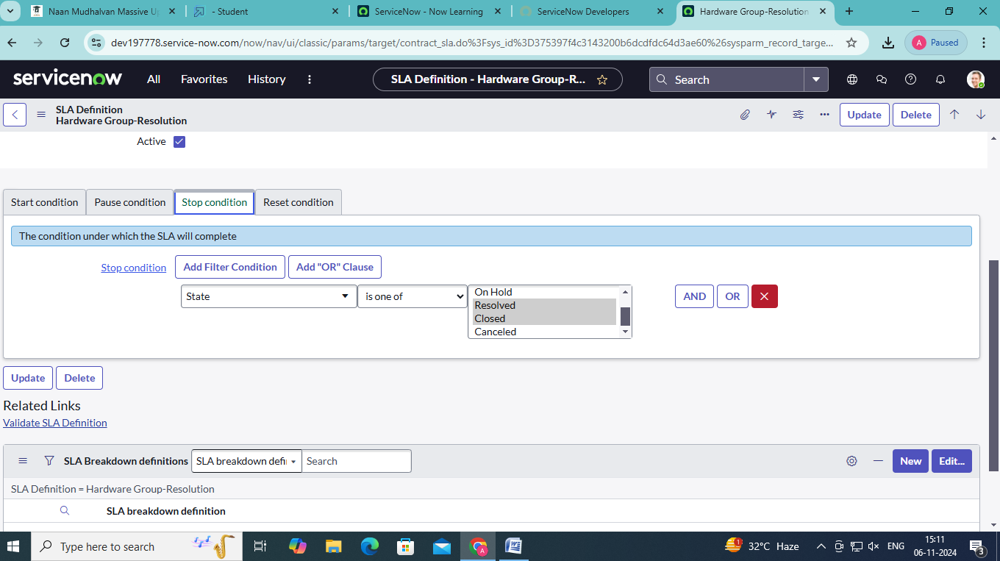 Naan Mudhalvan Massive U
- Student
ServiceNow - Now Learning
ServiceNow Developers
Hardware Group-Resolution
dev197778.service-now.com/now/nav/ui/classic/params/target/contract_sla.do%3Fsys_id%3D375397f4c3143200b6dcdfdc64d3ae60%26sysparm_record_targe...
A Paused
servicenow All Favorites History SLA Definition - Hardware Group-R... Search
SLA Definition
Hardware Group-Resolution
Update Delete
Active
Start condition Pause condition Stop condition Reset condition
The condition under which the SLA will complete
Stop condition Add Filter Condition Add "OR" Clause
State is one of On Hold
Resolved
Closed
Canceled
AND OR
Update Delete
Related Links
Validate SLA Definition
SLA Breakdown definitions SLA breakdown defi Search New Edit...
SLA Definition = Hardware Group-Resolution
SLA breakdown definition
Type here to search
1 32°C Haze ENG 15:11
06-11-2024 3